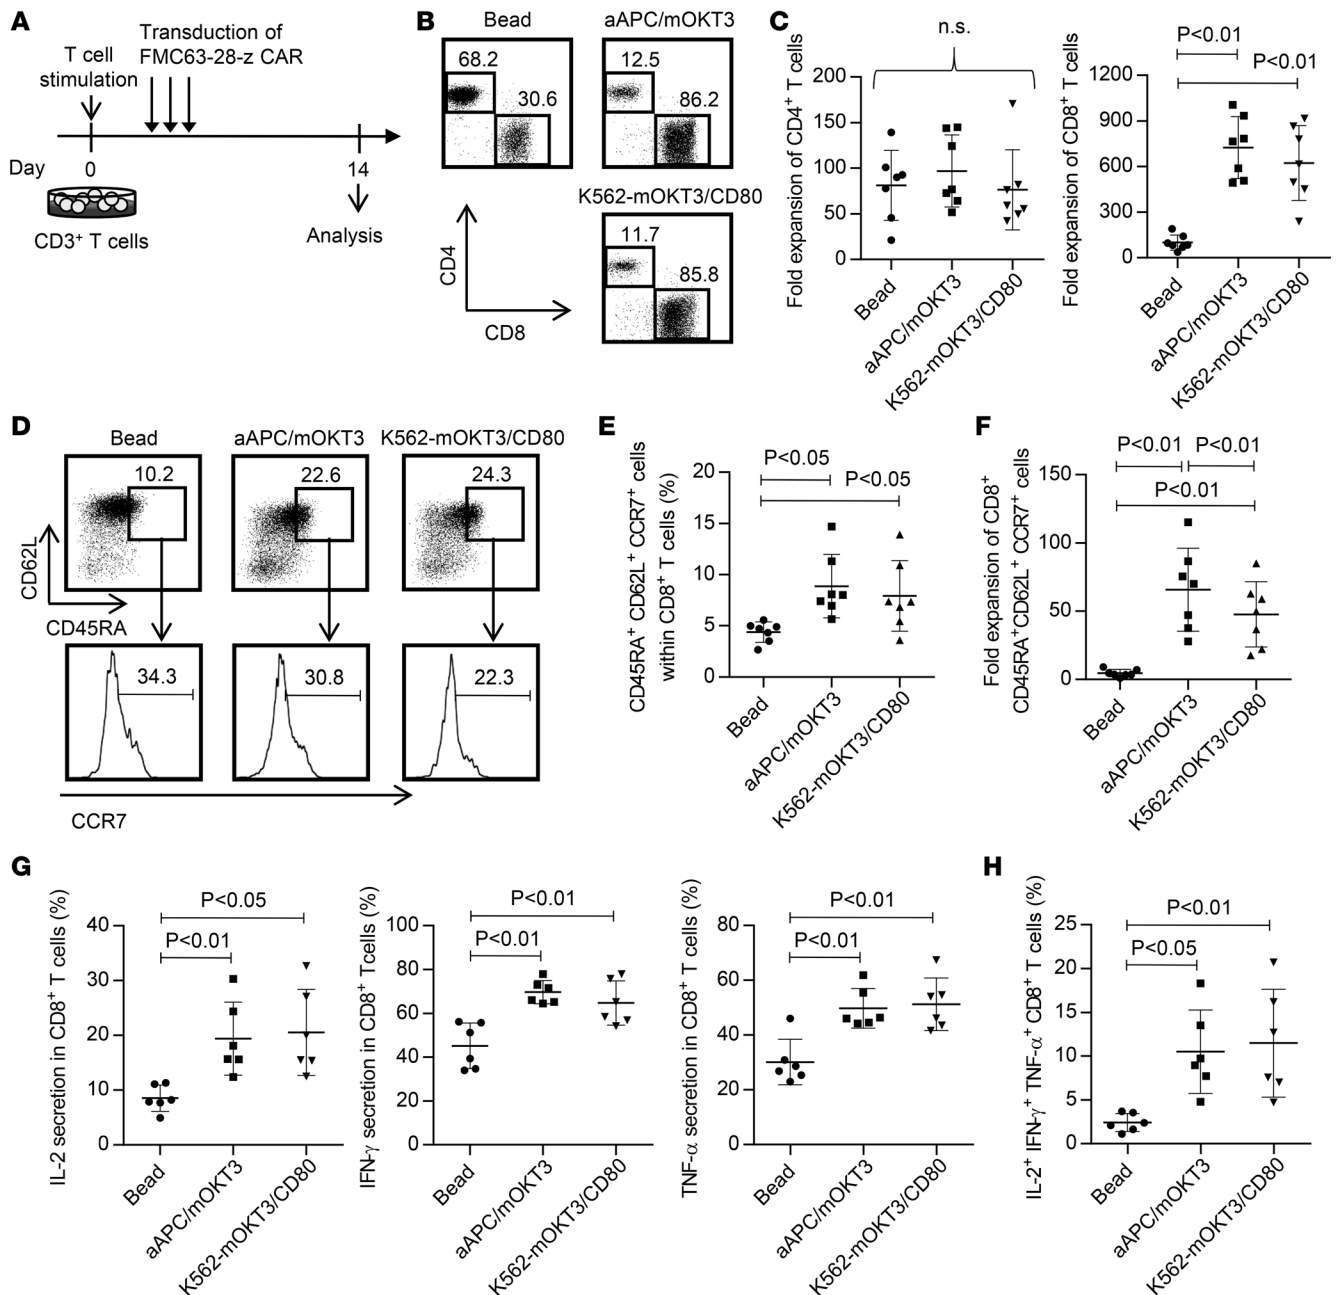 A
T cell
stimulation
Transduction of
FMC63-28-z CAR
Day
0
14
CD3⁺ T cells
Analysis
B
Bead
aAPC/mOKT3
68.2
30.6
12.5
86.2
K562-mOKT3/CD80
11.7
85.8
CD4
CD8
C
Fold expansion of CD4⁺ T cells
n.s.
200
150
100
50
0
Bead
aAPC/mOKT3
K562-mOKT3/CD80
Fold expansion of CD8⁺ T cells
P<0.01
P<0.01
1200
900
600
300
0
Bead
aAPC/mOKT3
K562-mOKT3/CD80
D
Bead
aAPC/mOKT3
K562-mOKT3/CD80
10.2
22.6
24.3
CD62L
CD45RA
34.3
30.8
22.3
CCR7
E
CD45RA⁺ CD62L⁺ CCR7⁺ cells
within CD8⁺ T cells (%)
P<0.05
P<0.05
20
15
10
5
0
Bead
aAPC/mOKT3
K562-mOKT3/CD80
F
Fold expansion of CD8⁺
CD45RA⁺CD62L⁺ CCR7⁺ cells
P<0.01
P<0.01
P<0.01
150
100
50
0
Bead
aAPC/mOKT3
K562-mOKT3/CD80
G
IL-2 secretion in CD8⁺ T cells (%)
P<0.05
P<0.01
40
30
20
10
0
Bead
aAPC/mOKT3
K562-mOKT3/CD80
IFN-γ secretion in CD8⁺ Tcells (%)
P<0.01
P<0.01
100
80
60
40
20
0
Bead
aAPC/mOKT3
K562-mOKT3/CD80
TNF-α secretion in CD8⁺ T cells (%)
P<0.01
P<0.01
80
60
40
20
0
Bead
aAPC/mOKT3
K562-mOKT3/CD80
H
IL-2⁺ IFN-γ⁺ TNF-α⁺ CD8⁺ T cells (%)
P<0.01
P<0.05
25
20
15
10
5
0
Bead
aAPC/mOKT3
K562-mOKT3/CD80